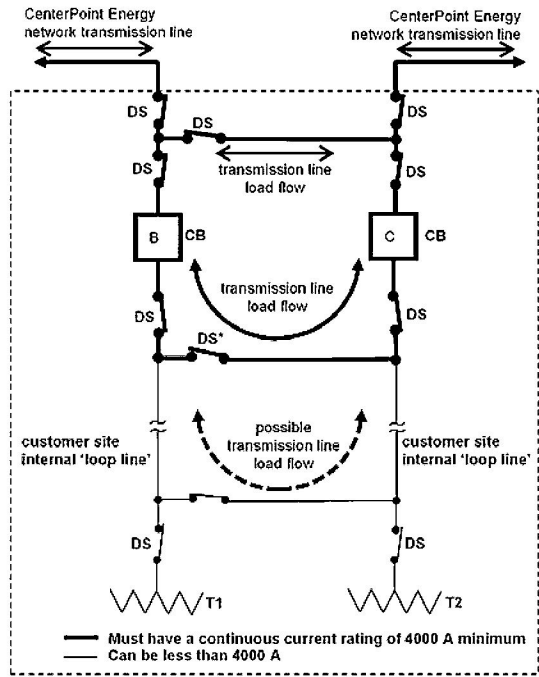 CenterPoint Energy
network transmission line
CenterPoint Energy
network transmission line
DS
DS
DS
DS
DS
transmission line
load flow
B
CB
C
CB
transmission line
load flow
DS
DS
DS*
possible
transmission line
load flow
customer site
internal 'loop line'
customer site
internal 'loop line'
DS
DS
T1
T2
Must have a continuous current rating of 4000 A minimum
Can be less than 4000 A